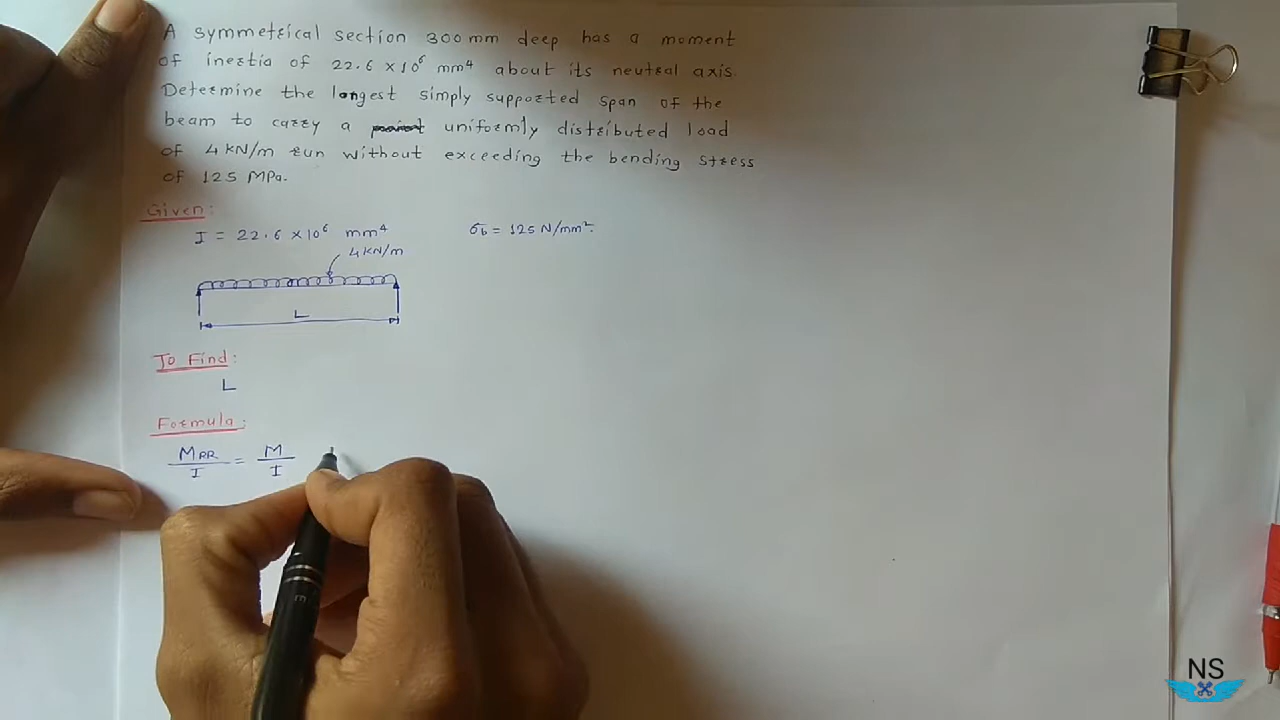 A symmetrical section 300 mm deep has a moment
of inertia of 22.6 × 10⁶ mm⁴ about its neutral axis.
Determine the longest simply supported span of the
beam to carry a uniformly distributed load
of 4 kN/m run without exceeding the bending stress
of 125 MPa.
Given:
I = 22.6 × 10⁶ mm⁴ σb = 125 N/mm².
4 kN/m
L
To Find:
L
Formula:
M_RR / I = M / I
E
NS